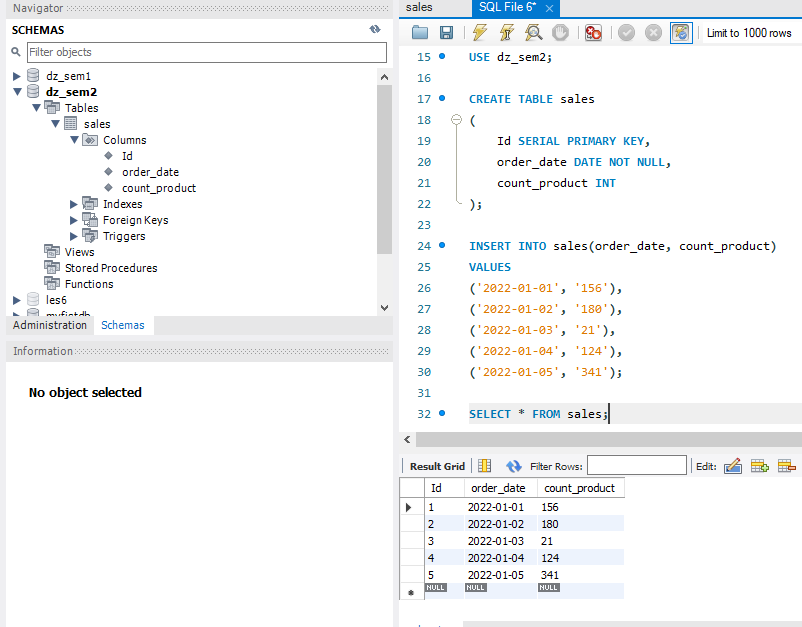 Navigator
SCHEMAS
Filter objects
dz_sem1
dz_sem2
Tables
sales
Columns
Id
order_date
count_product
Indexes
Foreign Keys
Triggers
Views
Stored Procedures
Functions
les6
Administration Schemas
Information
No object selected
sales SQL File 6* ×
Limit to 1000 rows
15 USE dz_sem2;
16
17 CREATE TABLE sales
18 (
19 Id SERIAL PRIMARY KEY,
20 order_date DATE NOT NULL,
21 count_product INT
22 );
23
24 INSERT INTO sales(order_date, count_product)
25 VALUES
26 ('2022-01-01', '156'),
27 ('2022-01-02', '180'),
28 ('2022-01-03', '21'),
29 ('2022-01-04', '124'),
30 ('2022-01-05', '341');
31
32 SELECT * FROM sales;
Result Grid Filter Rows: Edit:
Id order_date count_product
1 2022-01-01 156
2 2022-01-02 180
3 2022-01-03 21
4 2022-01-04 124
5 2022-01-05 341
NULL NULL NULL